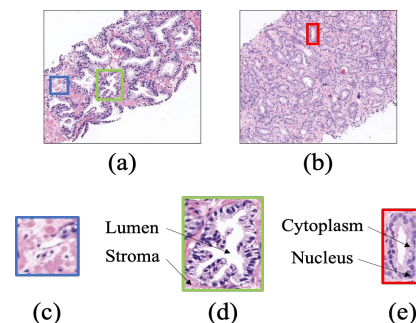 (a)
(b)
Lumen
Stroma
Cytoplasm
Nucleus
(c)
(d)
(e)